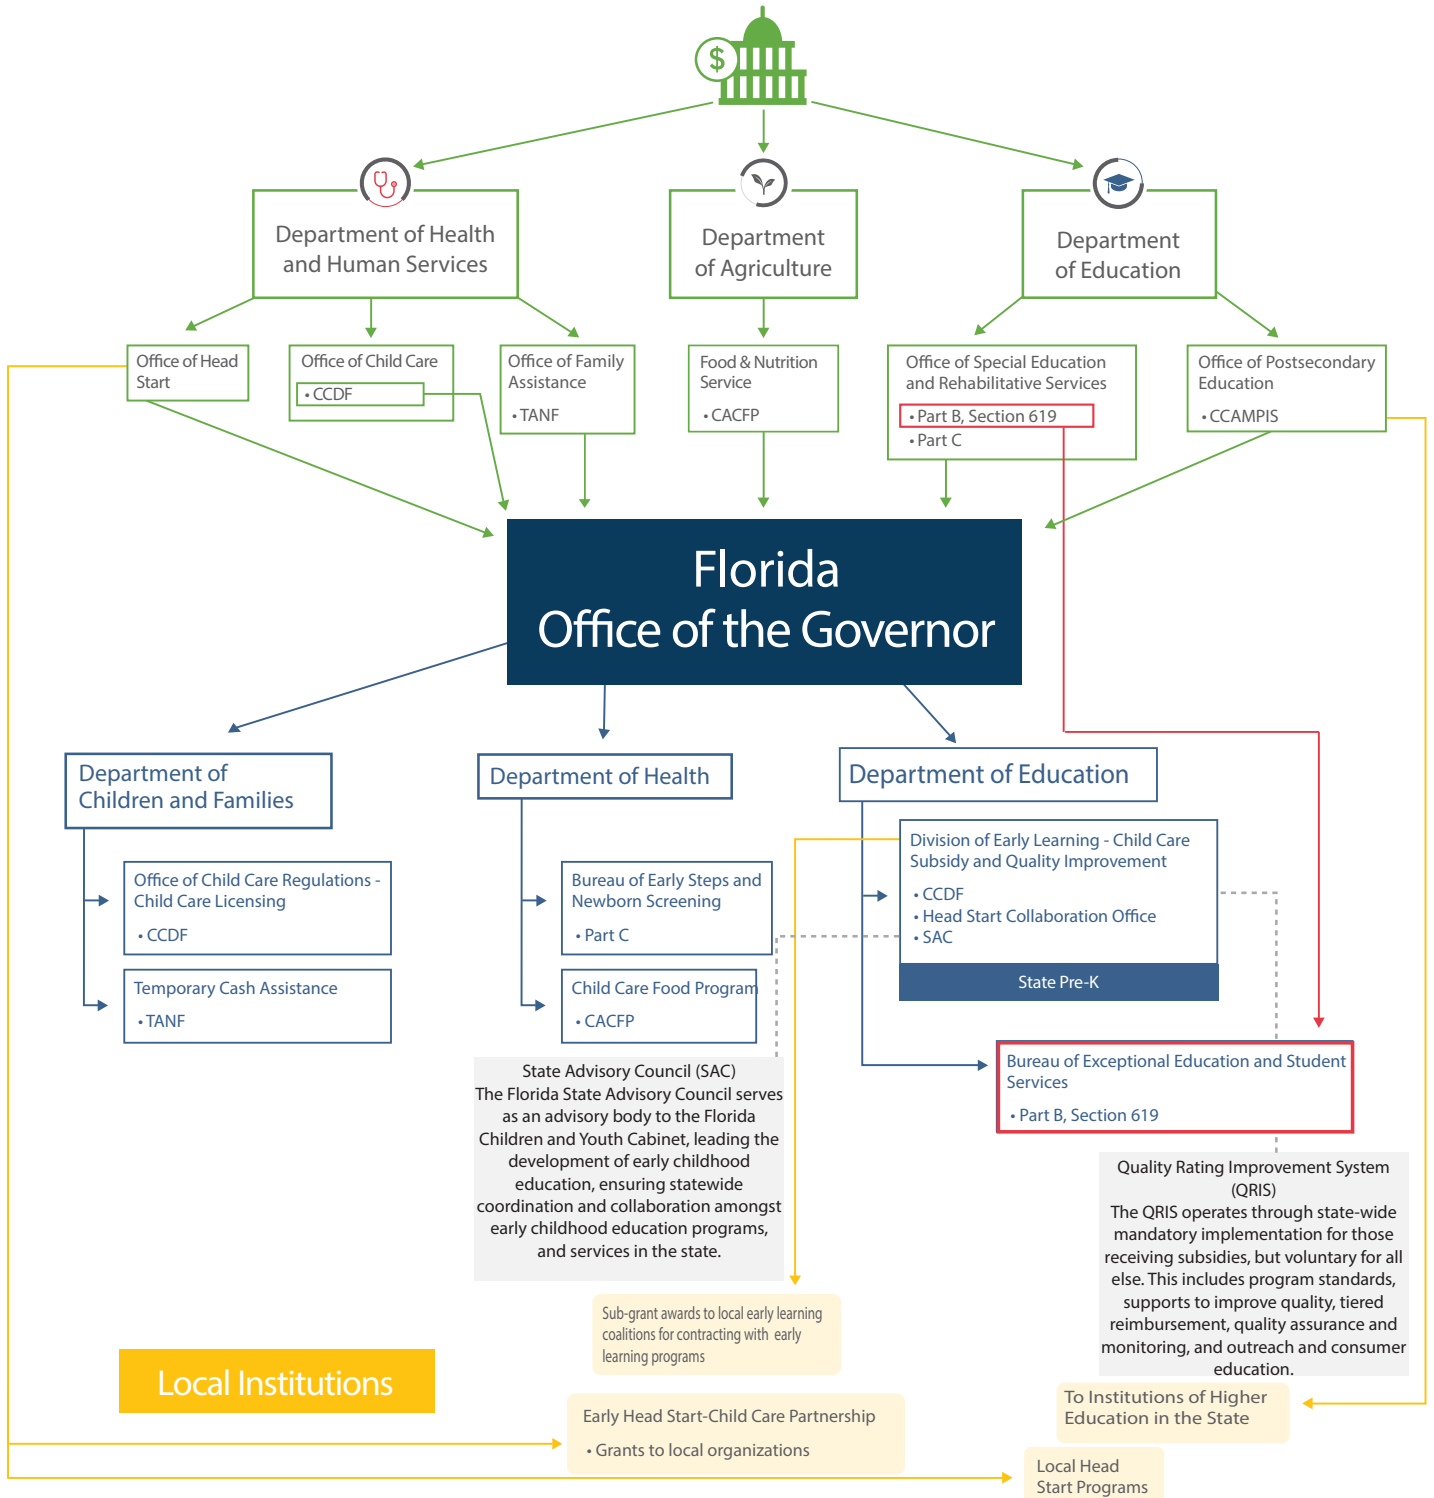 $
Department of Health
and Human Services
Department
of Agriculture
Department
of Education
Office of Head
Start
Office of Child Care
• CCDF
Office of Family
Assistance
• TANF
Food & Nutrition
Service
• CACFP
Office of Special Education
and Rehabilitative Services
• Part B, Section 619
• Part C
Office of Postsecondary
Education
• CCAMPIS
Florida
Office of the Governor
Department of
Children and Families
Office of Child Care Regulations -
Child Care Licensing
• CCDF
Temporary Cash Assistance
• TANF
Department of Health
Bureau of Early Steps and
Newborn Screening
• Part C
Child Care Food Program
• CACFP
Department of Education
Division of Early Learning - Child Care
Subsidy and Quality Improvement
• CCDF
• Head Start Collaboration Office
• SAC
State Pre-K
Bureau of Exceptional Education and Student
Services
• Part B, Section 619
State Advisory Council (SAC)
The Florida State Advisory Council serves
as an advisory body to the Florida
Children and Youth Cabinet, leading the
development of early childhood
education, ensuring statewide
coordination and collaboration amongst
early childhood education programs,
and services in the state.
Quality Rating Improvement System
(QRIS)
The QRIS operates through state-wide
mandatory implementation for those
receiving subsidies, but voluntary for all
else. This includes program standards,
supports to improve quality, tiered
reimbursement, quality assurance and
monitoring, and outreach and consumer
education.
Sub-grant awards to local early learning
coalitions for contracting with early
learning programs
Local Institutions
Early Head Start-Child Care Partnership
• Grants to local organizations
To Institutions of Higher
Education in the State
Local Head
Start Programs